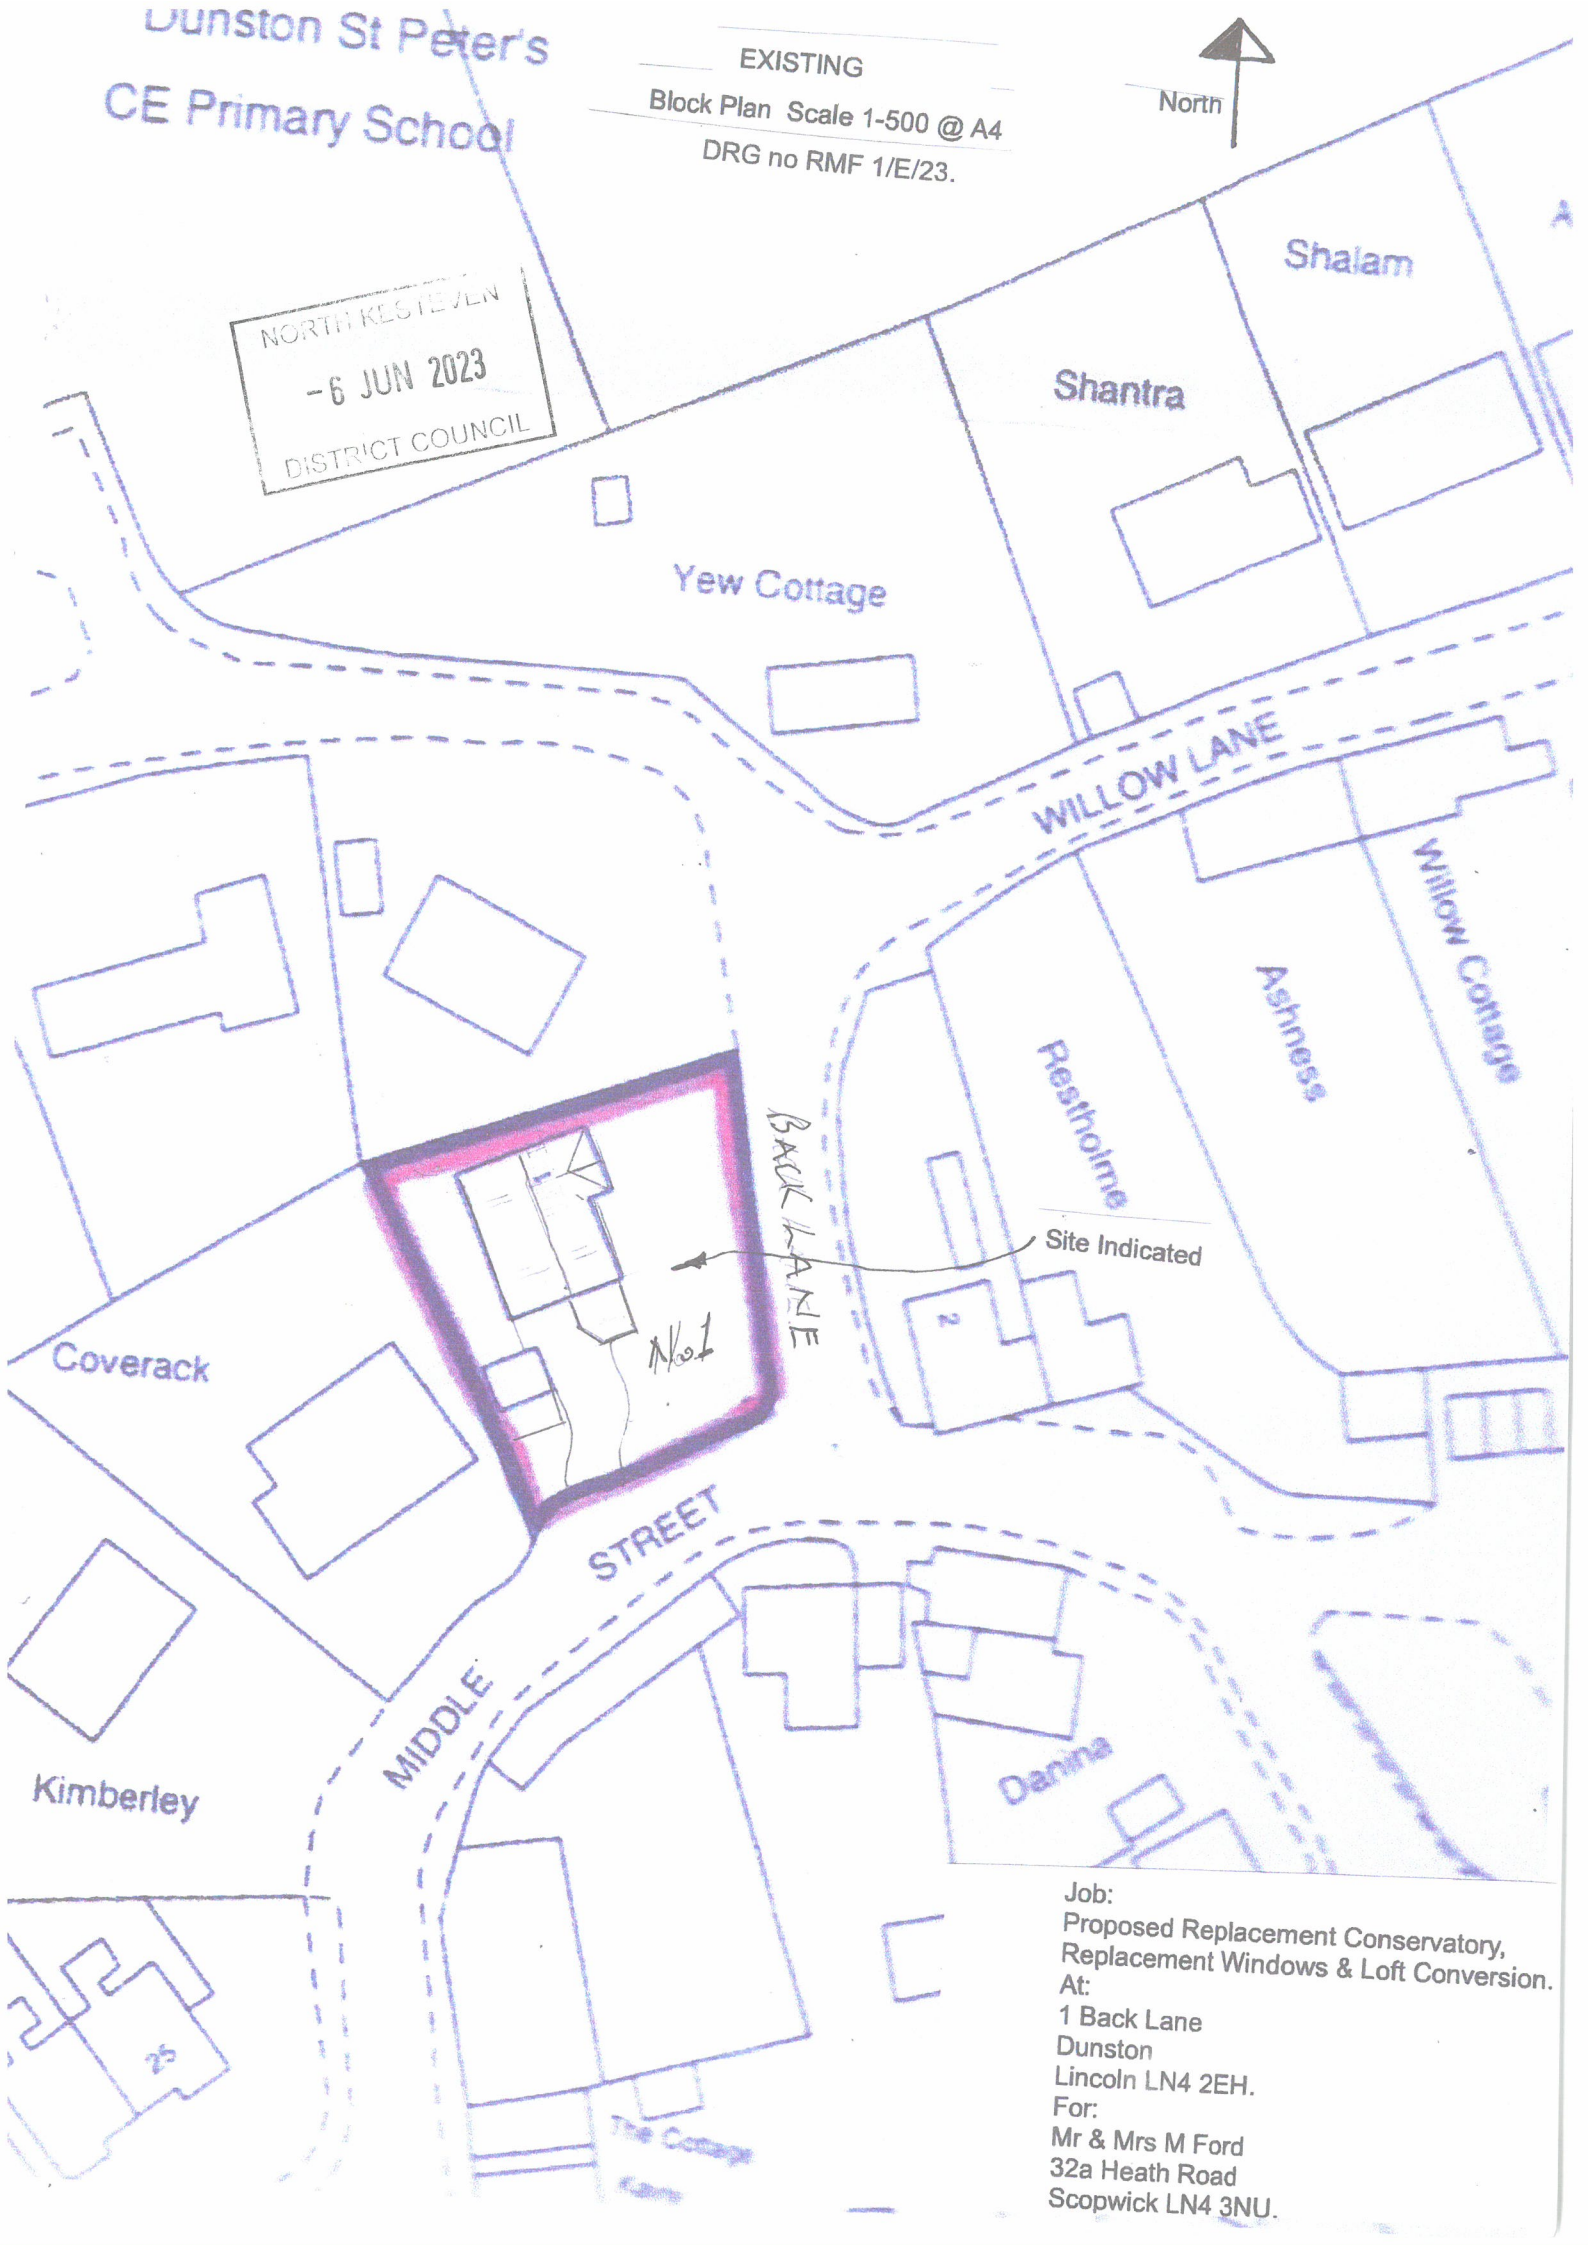 Dunston St Peter's
CE Primary School
EXISTING
Block Plan Scale 1-500 @ A4
DRG no RMF 1/E/23.
North
NORTH KESTEVEN
-6 JUN 2023
DISTRICT COUNCIL
Shalam
A
Shantra
Yew Cottage
WILLOW LANE
Willow Cottage
Ashness
Restholme
BACK LANE
1
Site Indicated
No.1
2
Coverack
STREET
MIDDLE
Kimberley
Danina
25
The Cottage
Job:
Proposed Replacement Conservatory,
Replacement Windows & Loft Conversion.
At:
1 Back Lane
Dunston
Lincoln LN4 2EH.
For:
Mr & Mrs M Ford
32a Heath Road
Scopwick LN4 3NU.